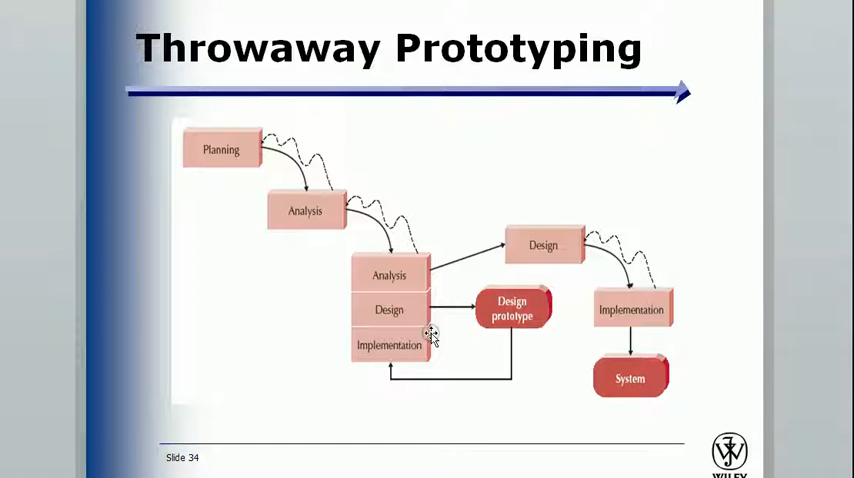 Throwaway Prototyping
Planning
Analysis
Analysis
Design
Implementation
Design
prototype
Design
Implementation
System
Slide 34
WILEY